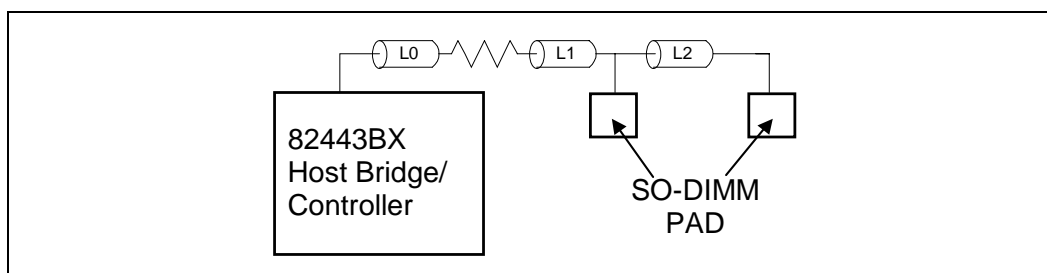 L0
L1
L2
82443BX
Host Bridge/
Controller
SO-DIMM
PAD